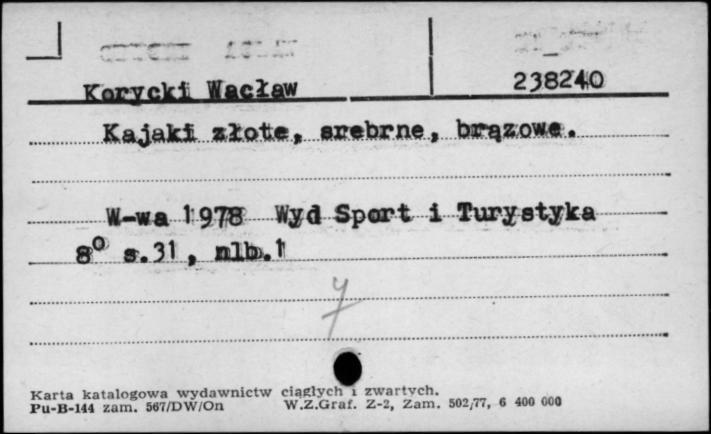 238240
Korycki Wacław
Kajaki złote, srebrne, brązowe.
W-wa 1978 Wyd Sport i Turystyka
8° s.31, nlb.1
Karta katalogowa wydawnictw ciągłych i zwartych.
Pu-B-144 zam. 567/DW/On W.Z.Graf. Z-2, Zam. 502/77, 6 400 000